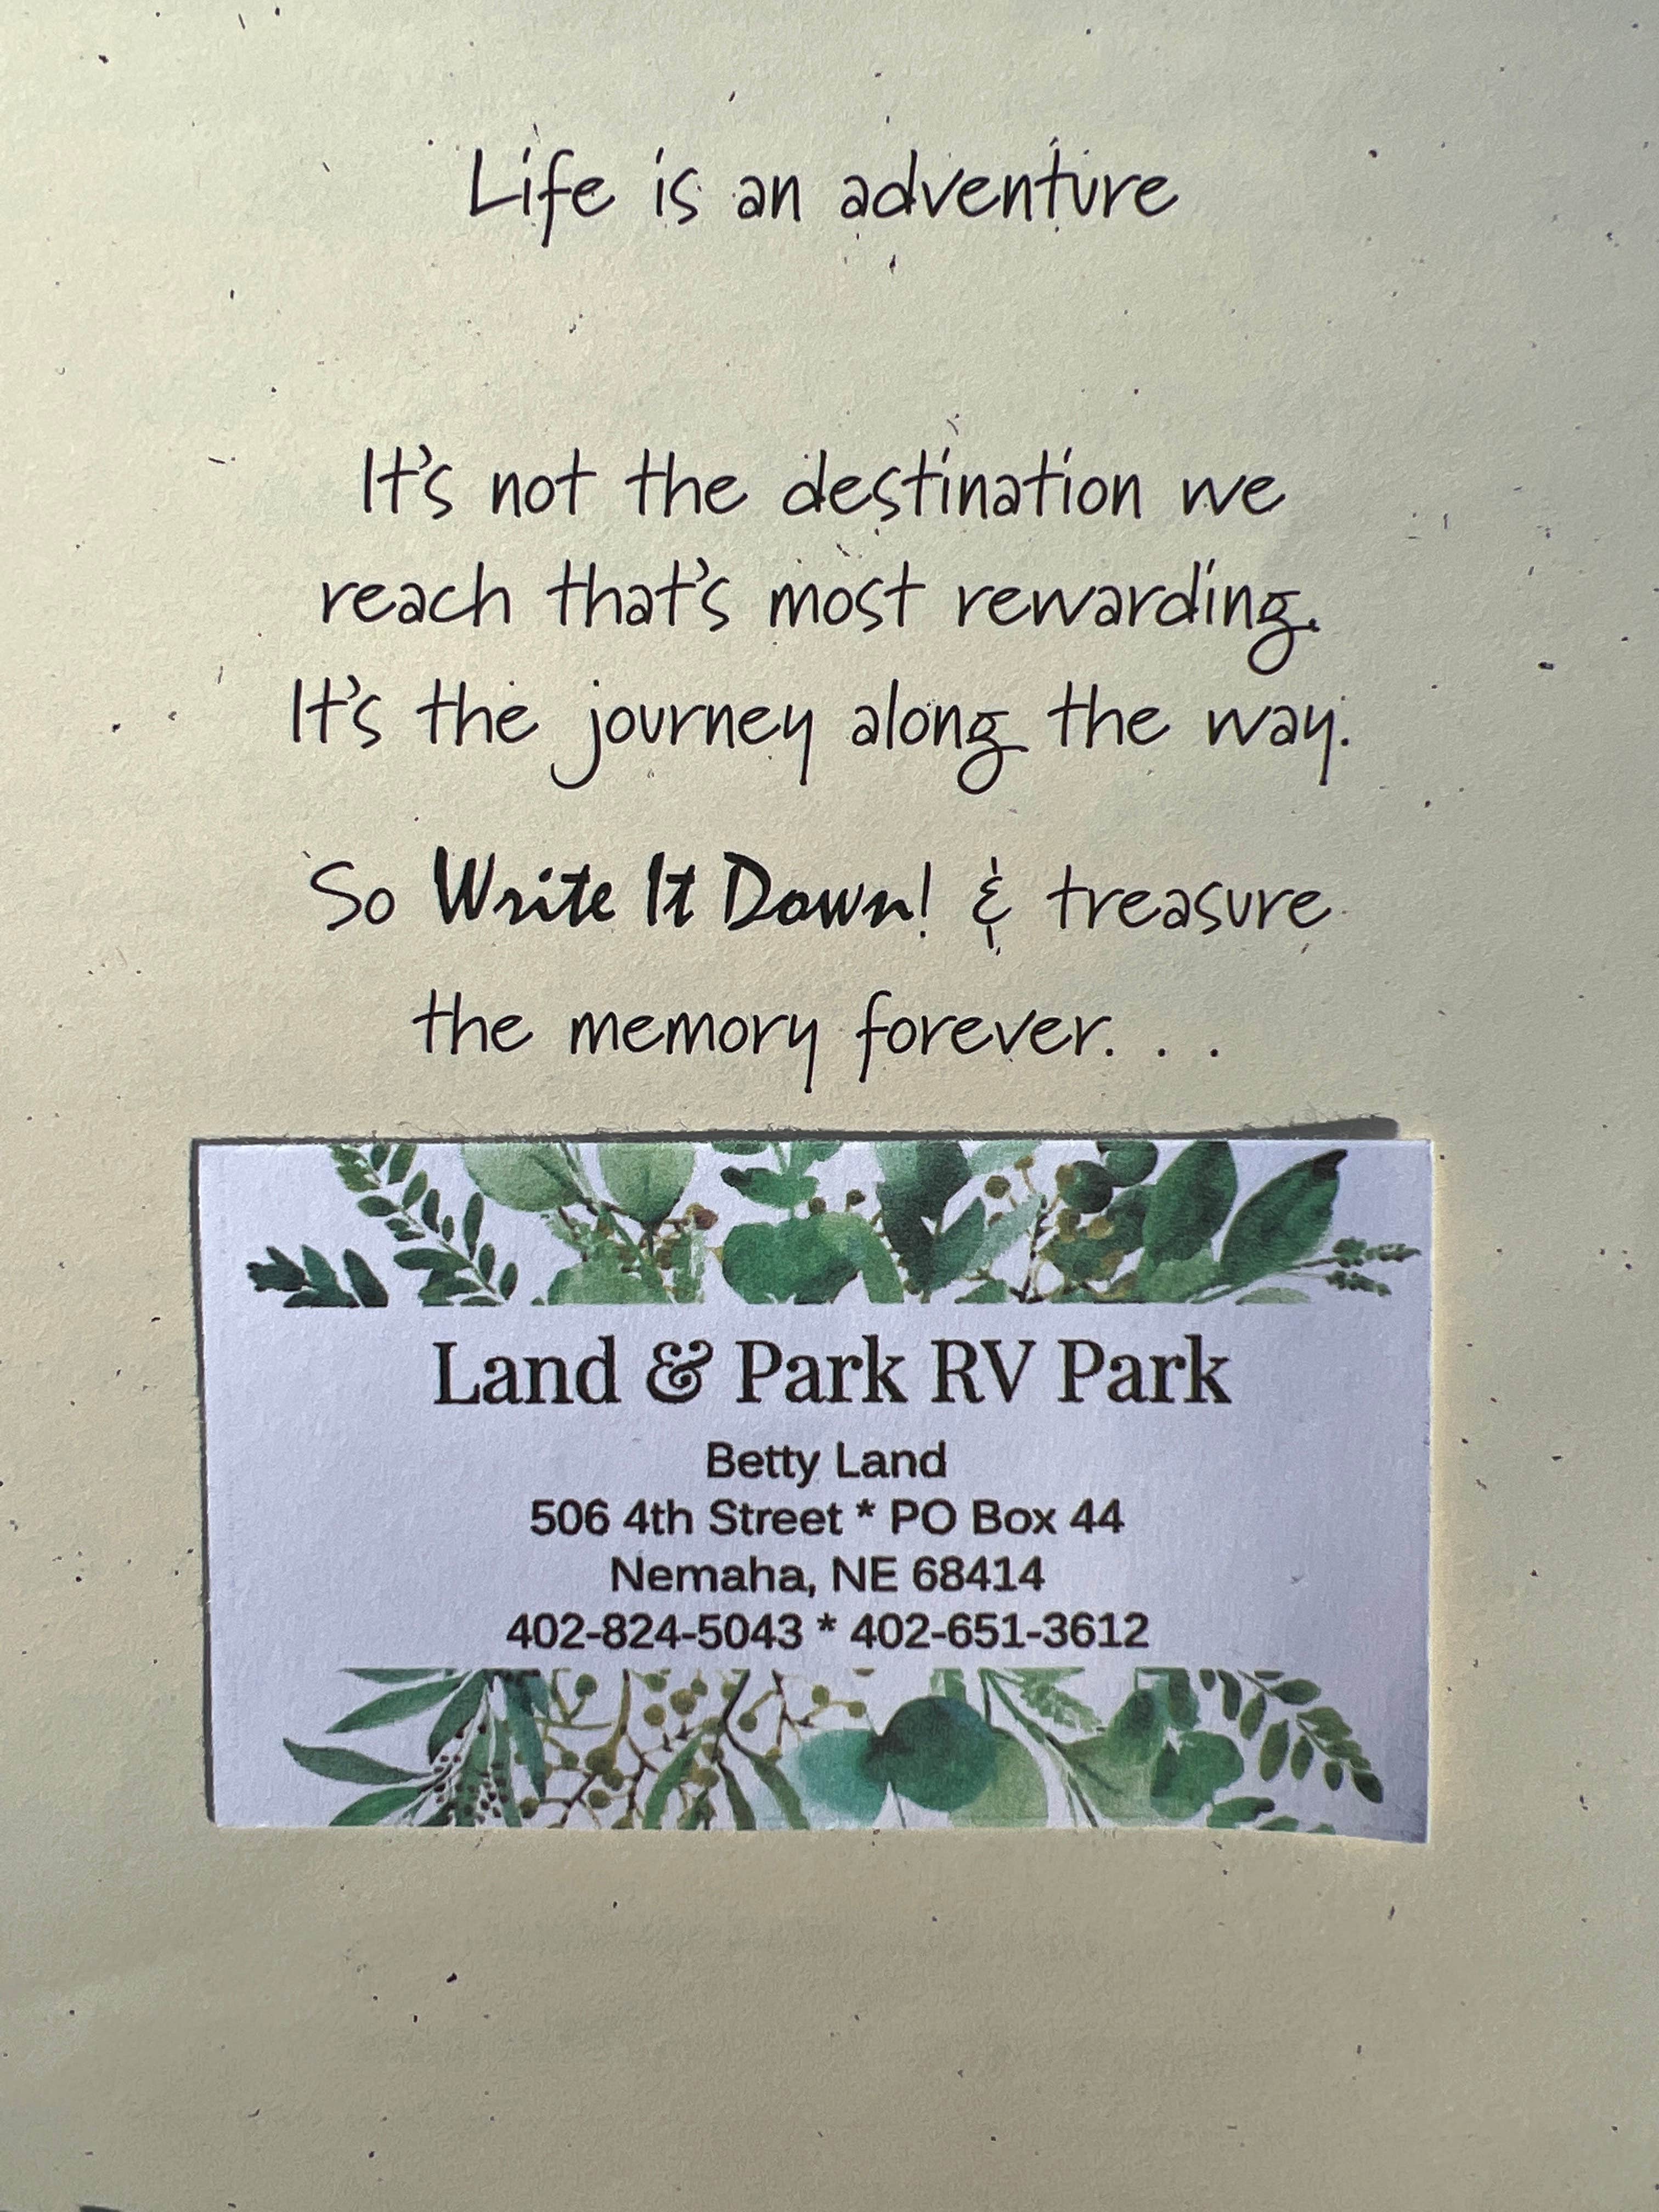 Life is an adventure
It's not the destination we
reach that's most rewarding.
It's the journey along the way.
So Write It Down! & treasure
the memory forever. . .
Land & Park RV Park
Betty Land
506 4th Street * PO Box 44
Nemaha, NE 68414
402-824-5043 * 402-651-3612